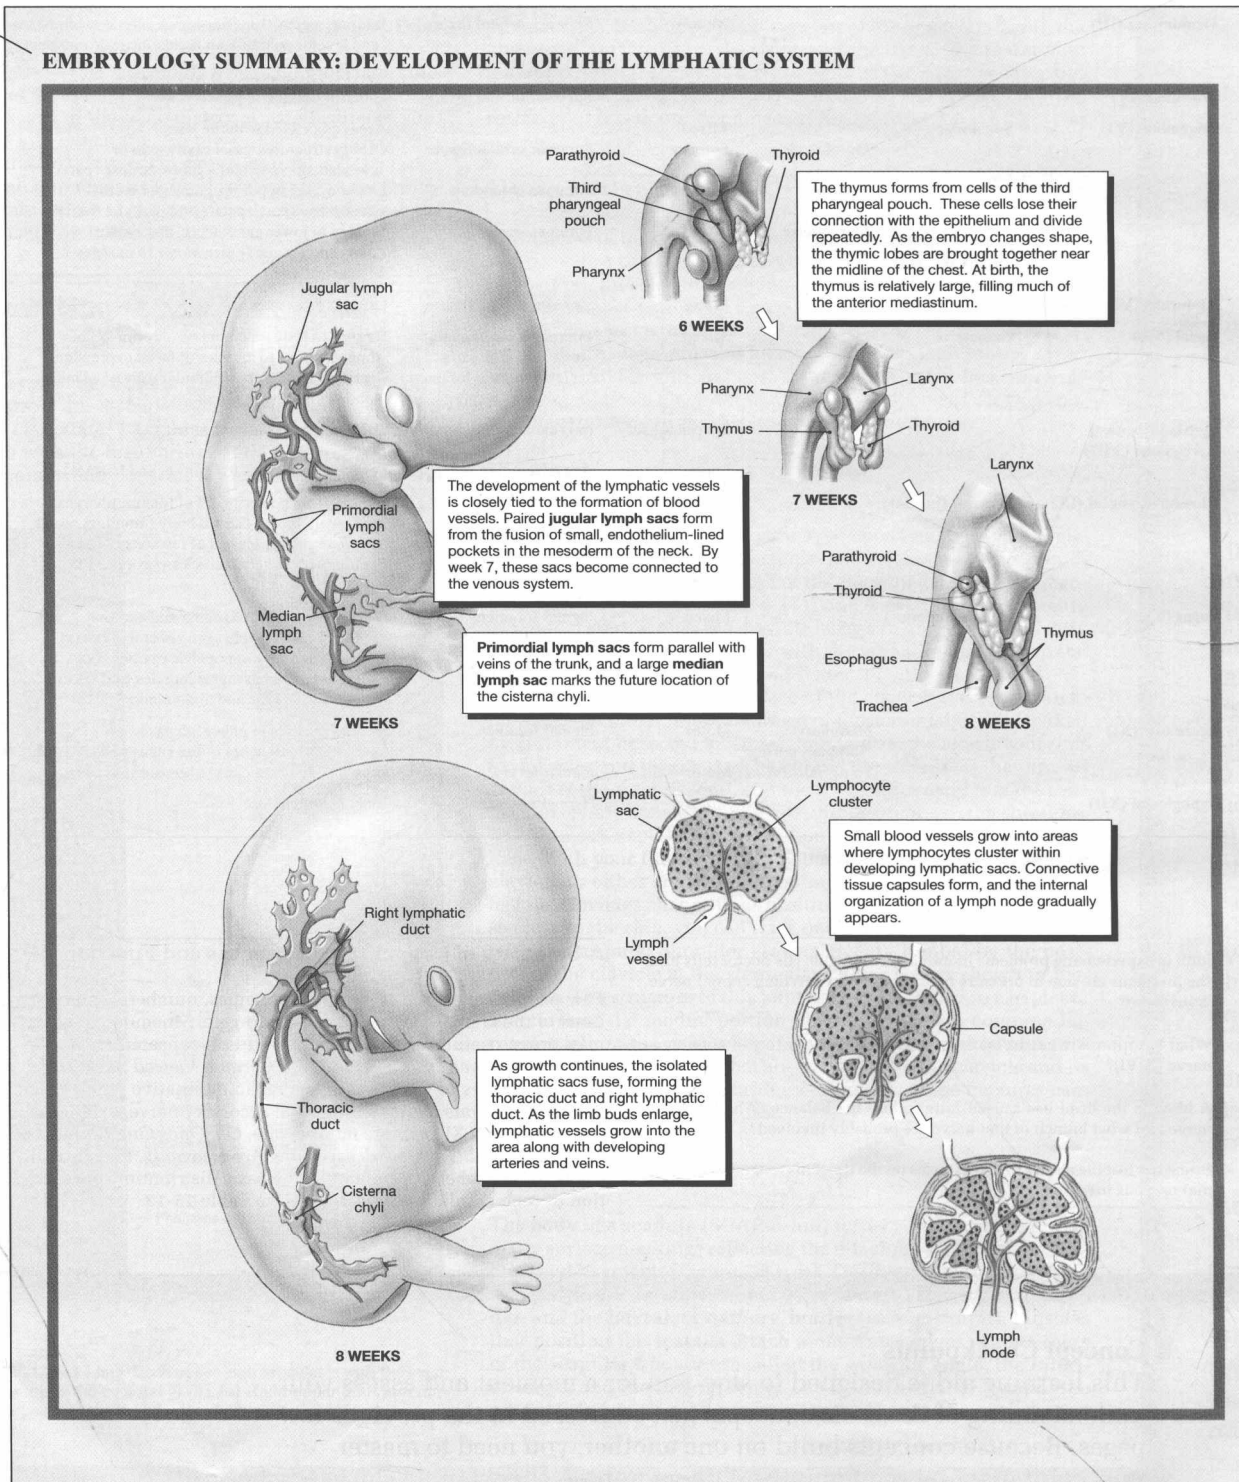 EMBRYOLOGY SUMMARY: DEVELOPMENT OF THE LYMPHATIC SYSTEM
Parathyroid
Thyroid
Third
pharyngeal
pouch
Pharynx
6 WEEKS
The thymus forms from cells of the third
pharyngeal pouch. These cells lose their
connection with the epithelium and divide
repeatedly. As the embryo changes shape,
the thymic lobes are brought together near
the midline of the chest. At birth, the
thymus is relatively large, filling much of
the anterior mediastinum.
Jugular lymph
sac
Primordial
lymph
sacs
Median
lymph
sac
7 WEEKS
The development of the lymphatic vessels
is closely tied to the formation of blood
vessels. Paired jugular lymph sacs form
from the fusion of small, endothelium-lined
pockets in the mesoderm of the neck. By
week 7, these sacs become connected to
the venous system.
Primordial lymph sacs form parallel with
veins of the trunk, and a large median
lymph sac marks the future location of
the cisterna chyli.
Pharynx
Larynx
Thymus
Thyroid
7 WEEKS
Larynx
Parathyroid
Thyroid
Thymus
Esophagus
Trachea
8 WEEKS
Right lymphatic
duct
Thoracic
duct
Cisterna
chyli
8 WEEKS
As growth continues, the isolated
lymphatic sacs fuse, forming the
thoracic duct and right lymphatic
duct. As the limb buds enlarge,
lymphatic vessels grow into the
area along with developing
arteries and veins.
Lymphatic
sac
Lymphocyte
cluster
Lymph
vessel
Small blood vessels grow into areas
where lymphocytes cluster within
developing lymphatic sacs. Connective
tissue capsules form, and the internal
organization of a lymph node gradually
appears.
Capsule
Lymph
node